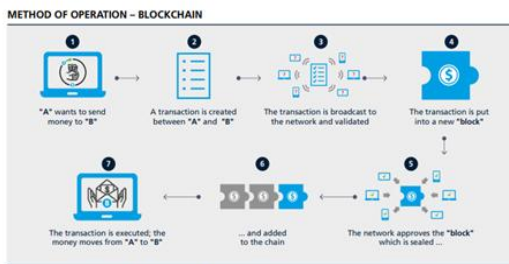 METHOD OF OPERATION – BLOCKCHAIN
1
"A" wants to send
money to "B"
2
A transaction is created
between "A" and "B"
3
The transaction is broadcast to
the network and validated
4
The transaction is put
into a new "block"
5
The network approves the "block"
which is sealed ...
6
... and added
to the chain
7
The transaction is executed; the
money moves from "A" to "B"